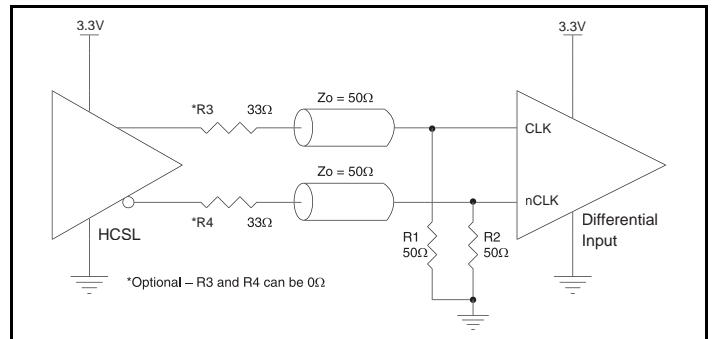 3.3V
3.3V
*R3 33Ω
Zo = 50Ω
CLK
Zo = 50Ω
*R4 33Ω
nCLK
HCSL
R1
50Ω
R2
50Ω
Differential
Input
*Optional – R3 and R4 can be 0Ω